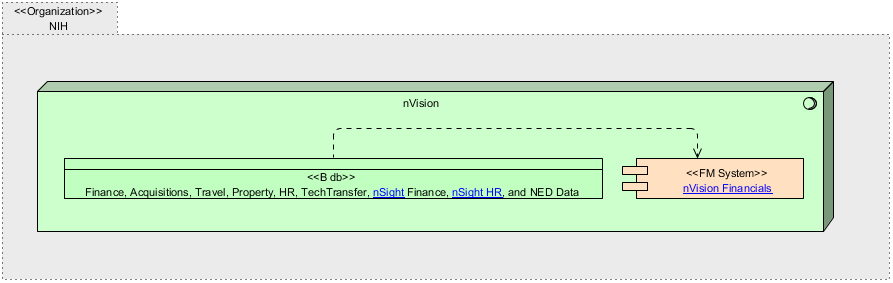 <<Organization>>
NIH
nVision
<<B db>>
Finance, Acquisitions, Travel, Property, HR, TechTransfer, nSight Finance, nSight HR, and NED Data
<<FM System>>
nVision Financials